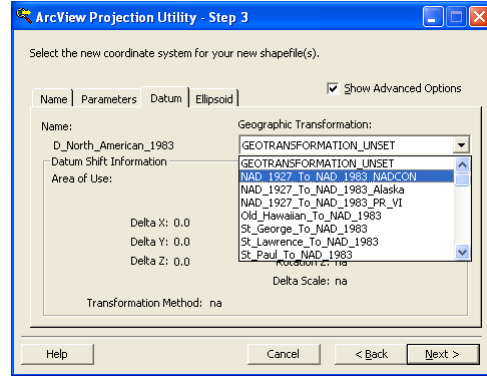 ArcView Projection Utility - Step 3
Select the new coordinate system for your new shapefile(s).
Show Advanced Options
Name Parameters Datum Ellipsoid
Name:
Geographic Transformation:
D_North_American_1983
GEOTRANSFORMATION_UNSET
Datum Shift Information
GEOTRANSFORMATION_UNSET
Area of Use:
NAD_1927_To_NAD_1983_NADCON
NAD_1927_To_NAD_1983_Alaska
NAD_1927_To_NAD_1983_PR_VI
Old_Hawaiian_To_NAD_1983
Delta X: 0.0
St_George_To_NAD_1983
Delta Y: 0.0
St_Lawrence_To_NAD_1983
Delta Z: 0.0
St_Paul_To_NAD_1983
Rotation Z: na
Delta Scale: na
Transformation Method: na
Help Cancel < Back Next >